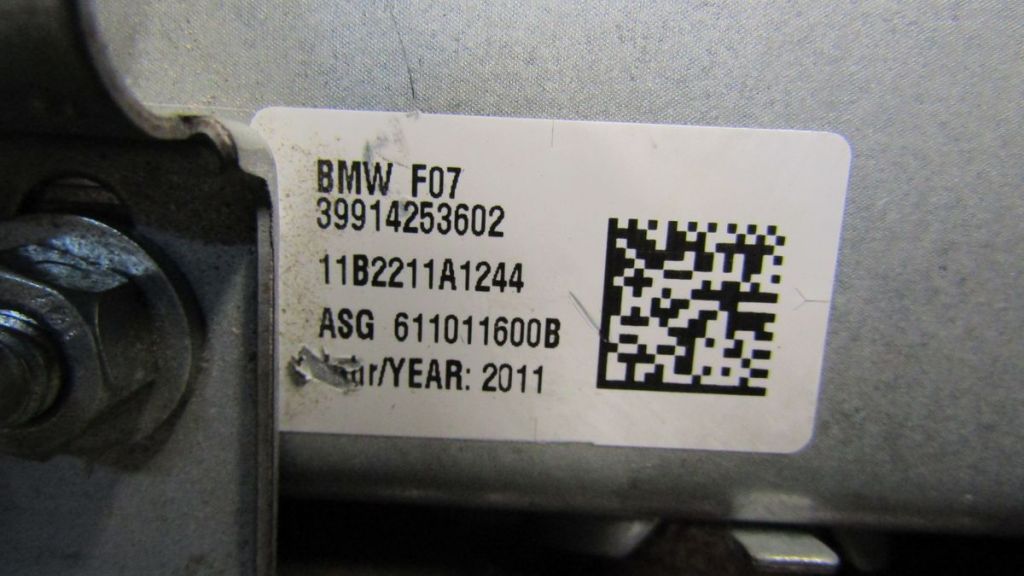 BMW F07
39914253602
11B2211A1244
ASG 611011600B
/YEAR: 2011